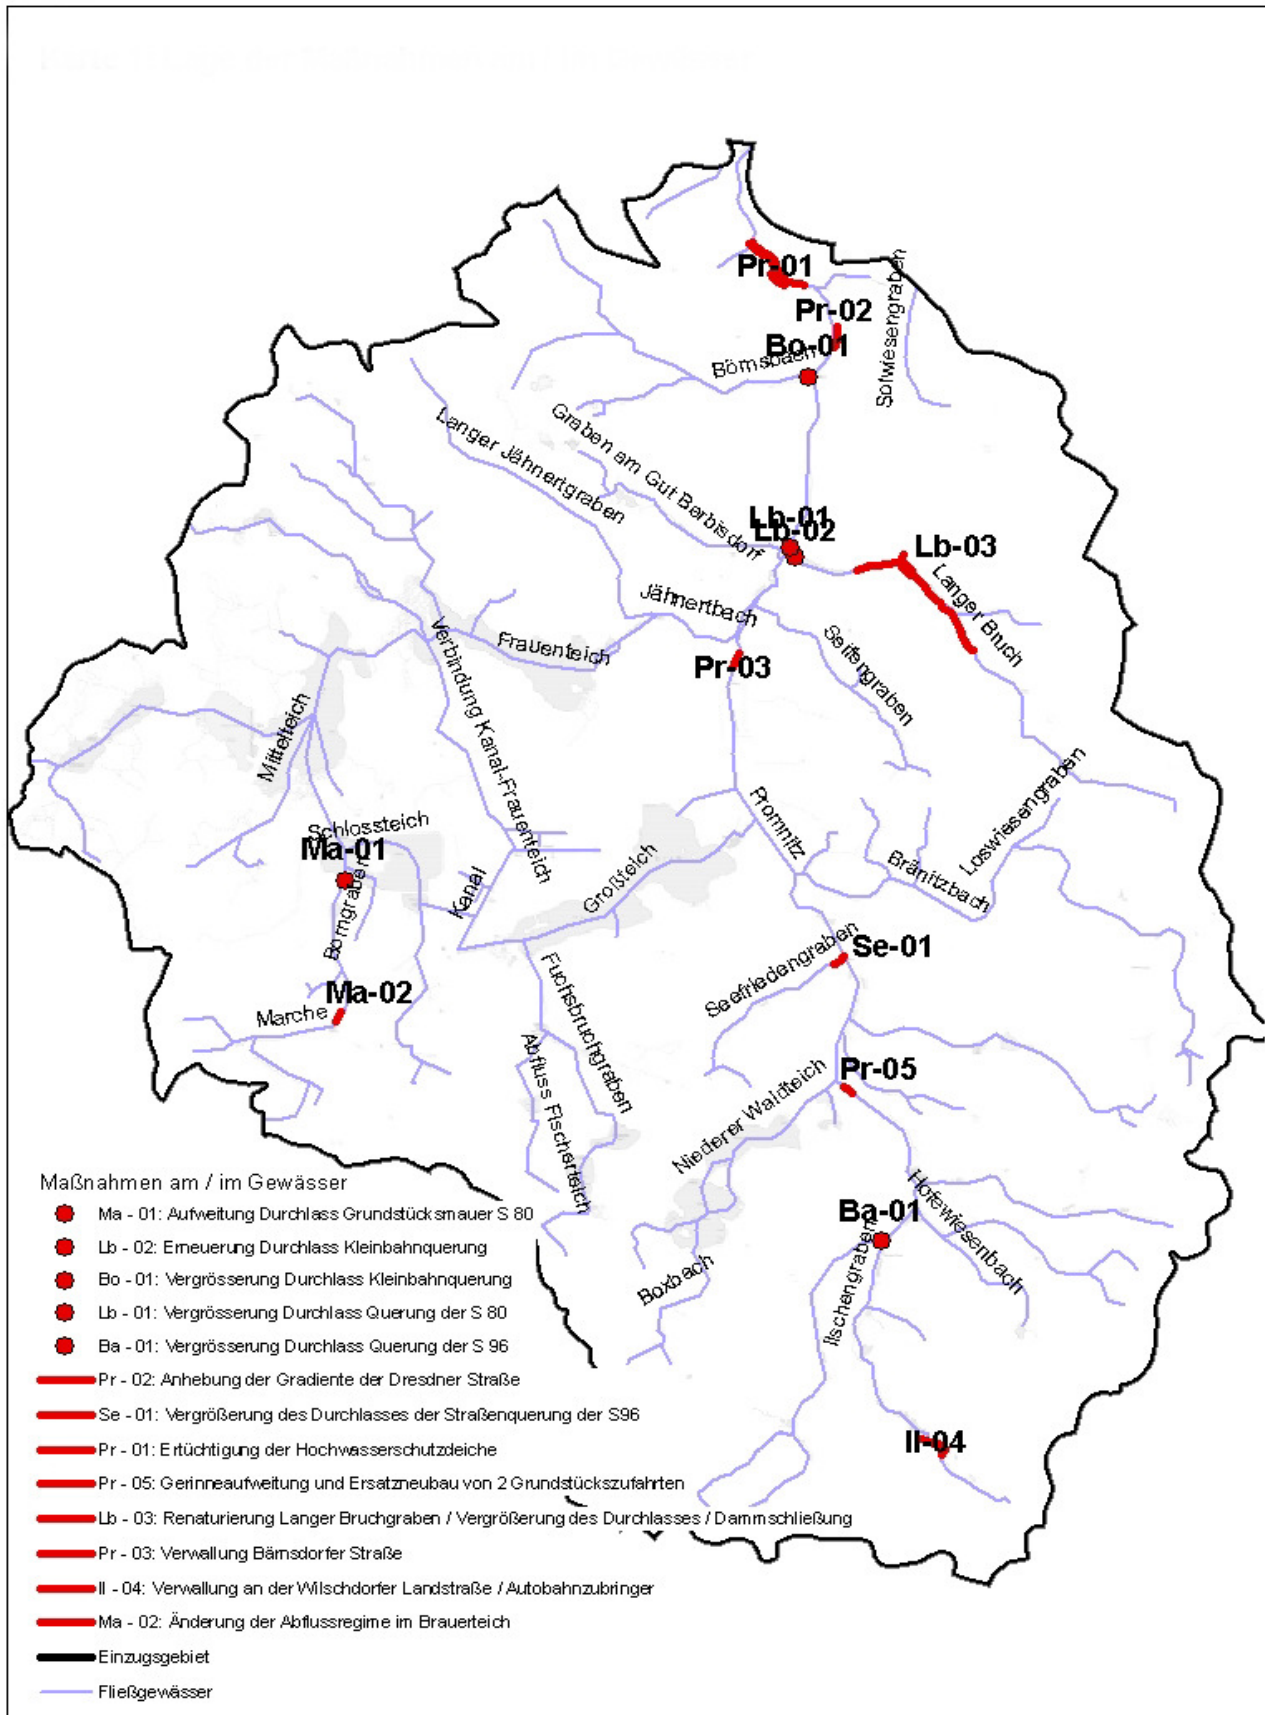 Pr-01
Pr-02
Bo-01
Börnsbach
Sofwiesengraben
Graben am Gut Berbisdorf
Langer Jähnertgraben
Lb-01
Lb-02
Lb-03
Langer Bruch
Jähnertbach
Seifengraben
Frauenteich
Pr-03
Verbindung Kanal-Frauenteich
Mittelteich
Promnitz
Loswiesengraben
Bränitzbach
Schlossteich
Ma-01
Borngraben
Kanal
Großteich
Se-01
Seefriedengraben
Fuchsbruchgraben
Ma-02
Marche
Abfluss Fischerteich
Pr-05
Niederer Waldteich
Hofewiesenbach
Ba-01
Ilschengraben
Boxbach
Il-04
Maßnahmen am / im Gewässer
Ma - 01: Aufweitung Durchlass Grundstücksmauer S 80
Lb - 02: Erneuerung Durchlass Kleinbahnquerung
Bo - 01: Vergrösserung Durchlass Kleinbahnquerung
Lb - 01: Vergrösserung Durchlass Querung der S 80
Ba - 01: Vergrösserung Durchlass Querung der S 96
Pr - 02: Anhebung der Gradiente der Dresdner Straße
Se - 01: Vergrößerung des Durchlasses der Straßenquerung der S96
Pr - 01: Ertüchtigung der Hochwasserschutzdeiche
Pr - 05: Gerinneaufweitung und Ersatzneubau von 2 Grundstückszufahrten
Lb - 03: Renaturierung Langer Bruchgraben / Vergrößerung des Durchlasses / Dammschließung
Pr - 03: Verwallung Bärnsdorfer Straße
Il - 04: Verwallung an der Wilschdorfer Landstraße / Autobahnzubringer
Ma - 02: Änderung der Abflussregime im Brauerteich
Einzugsgebiet
Fließgewässer